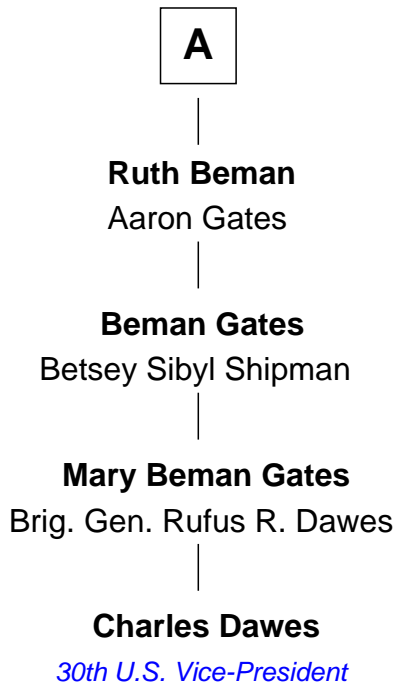 A
Ruth Beman
Aaron Gates
Beman Gates
Betsey Sibyl Shipman
Mary Beman Gates
Brig. Gen. Rufus R. Dawes
Charles Dawes
30th U.S. Vice-President